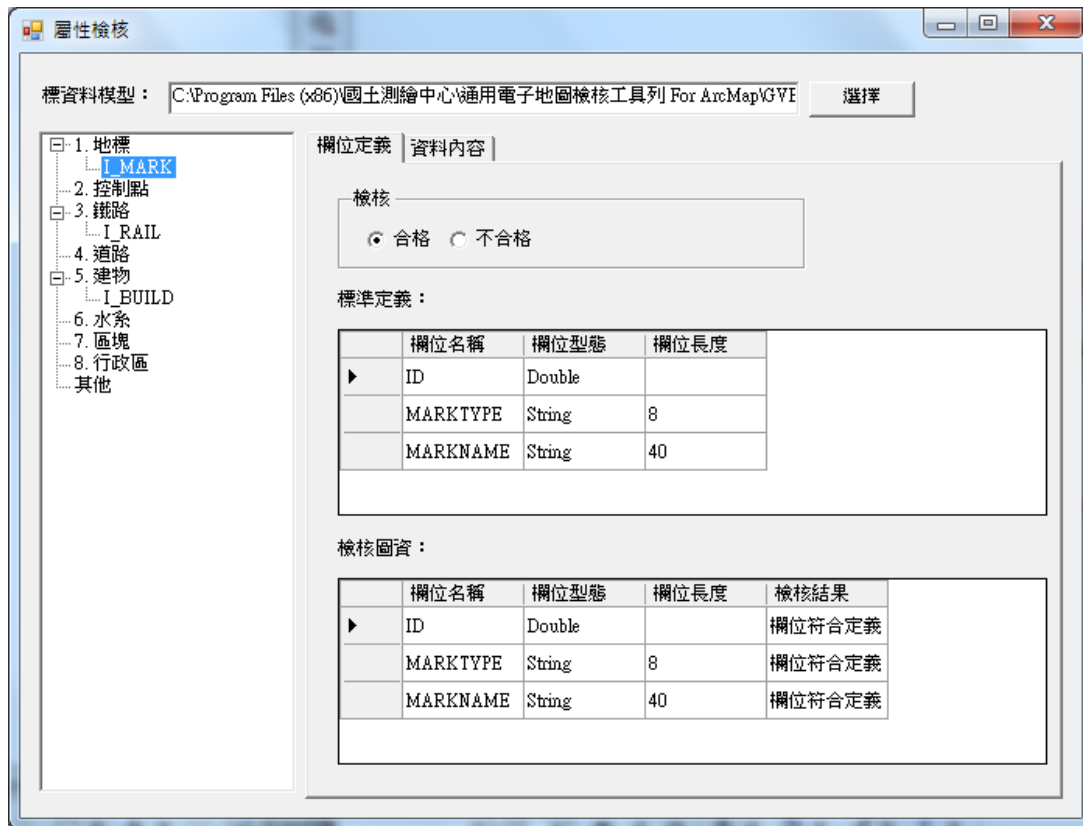 屬性檢核
標資料模型： C:\Program Files (x86)\國土測繪中心\通用電子地圖檢核工具列 For ArcMap\GVE 選擇
1. 地標
I_MARK
2. 控制點
3. 鐵路
I_RAIL
4. 道路
5. 建物
I_BUILD
6. 水系
7. 區塊
8. 行政區
其他
欄位定義 資料內容
檢核
合格 不合格
標準定義：
欄位名稱 欄位型態 欄位長度
ID Double
MARKTYPE String 8
MARKNAME String 40
檢核圖資：
欄位名稱 欄位型態 欄位長度 檢核結果
ID Double 欄位符合定義
MARKTYPE String 8 欄位符合定義
MARKNAME String 40 欄位符合定義